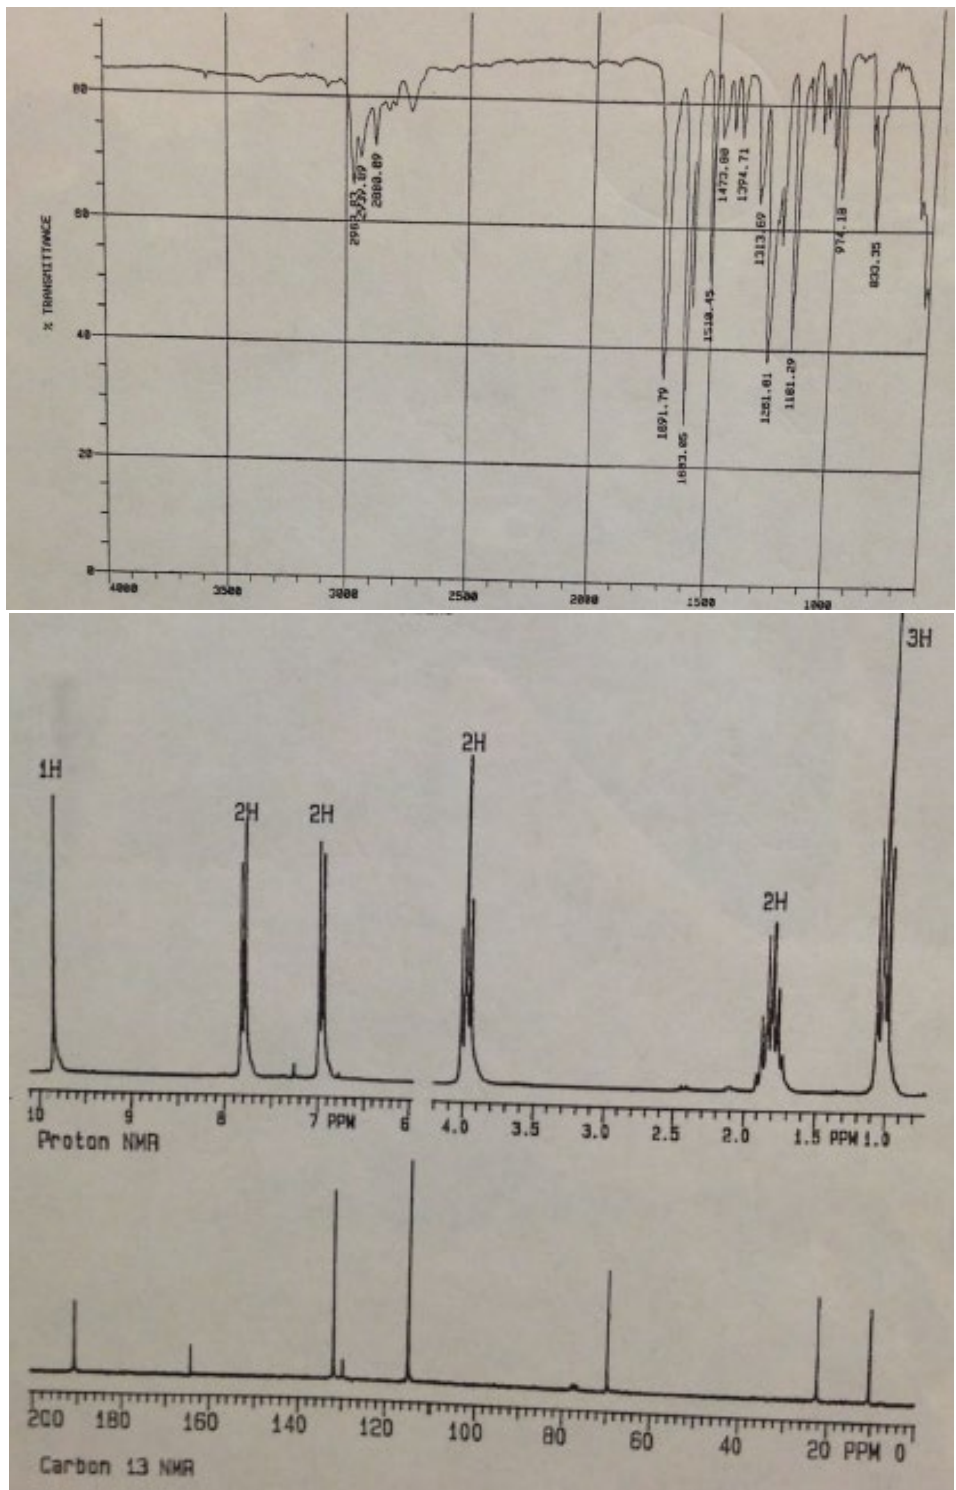 80
60
% TRANSMITTANCE
40
20
0
2939.89
2880.09
1691.79
1603.05
1510.45
1473.80
1394.71
1313.69
1261.61
1161.29
974.18
833.35
4000 3500 3000 2500 2000 1500 1000
3H
2H
1H
2H 2H
2H
10 9 8 7 PPM 6 4.0 3.5 3.0 2.5 2.0 1.5 PPM 1.0
Proton NMR
200 180 160 140 120 100 80 60 40 20 PPM 0
Carbon 13 NMR